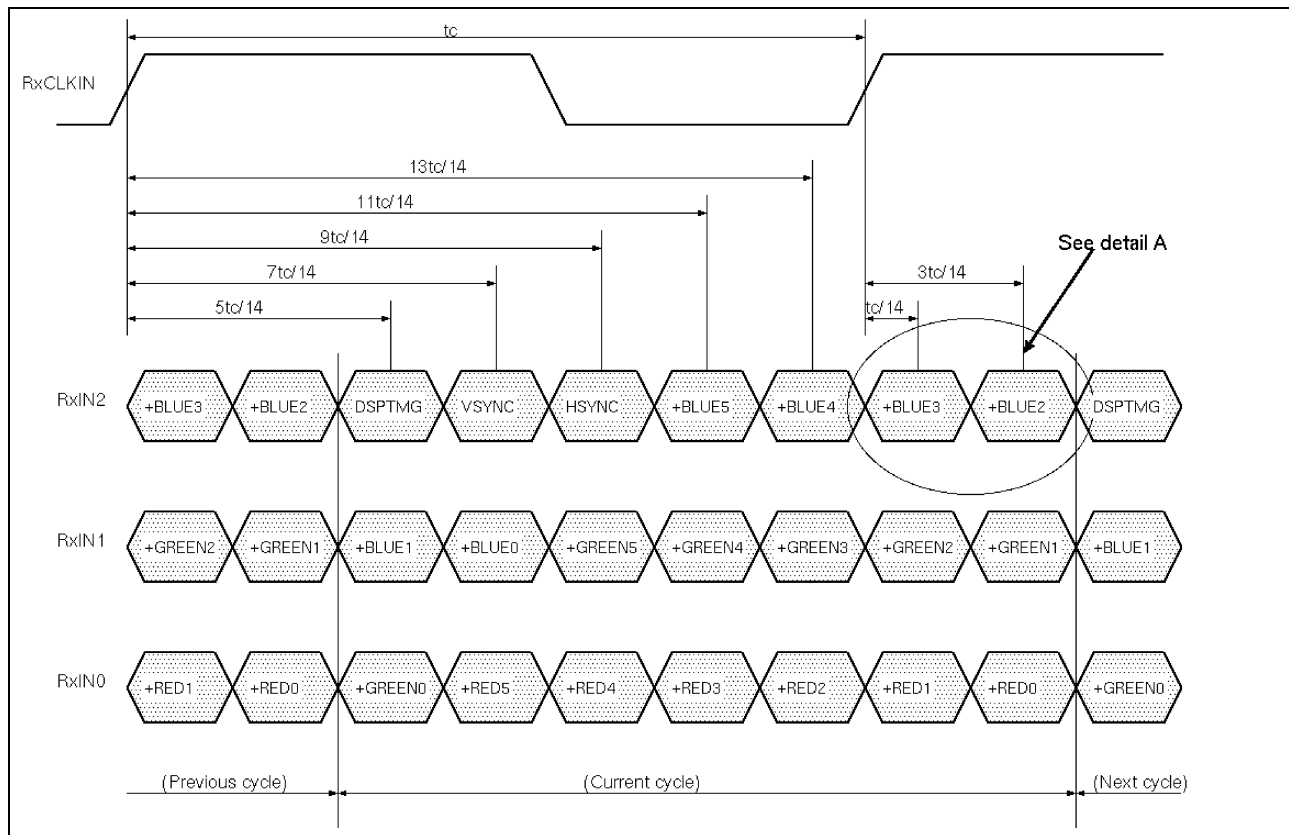 tc
RxCLKIN
13tc/14
11tc/14
9tc/14
See detail A
7tc/14
3tc/14
5tc/14
tc/14
RxIN2 +BLUE3 +BLUE2 DSPTMG VSYNC HSYNC +BLUE5 +BLUE4 +BLUE3 +BLUE2 DSPTMG
RxIN1 +GREEN2 +GREEN1 +BLUE1 +BLUE0 +GREEN5 +GREEN4 +GREEN3 +GREEN2 +GREEN1 +BLUE1
RxIN0 +RED1 +RED0 +GREEN0 +RED5 +RED4 +RED3 +RED2 +RED1 +RED0 +GREEN0
(Previous cycle) (Current cycle) (Next cycle)